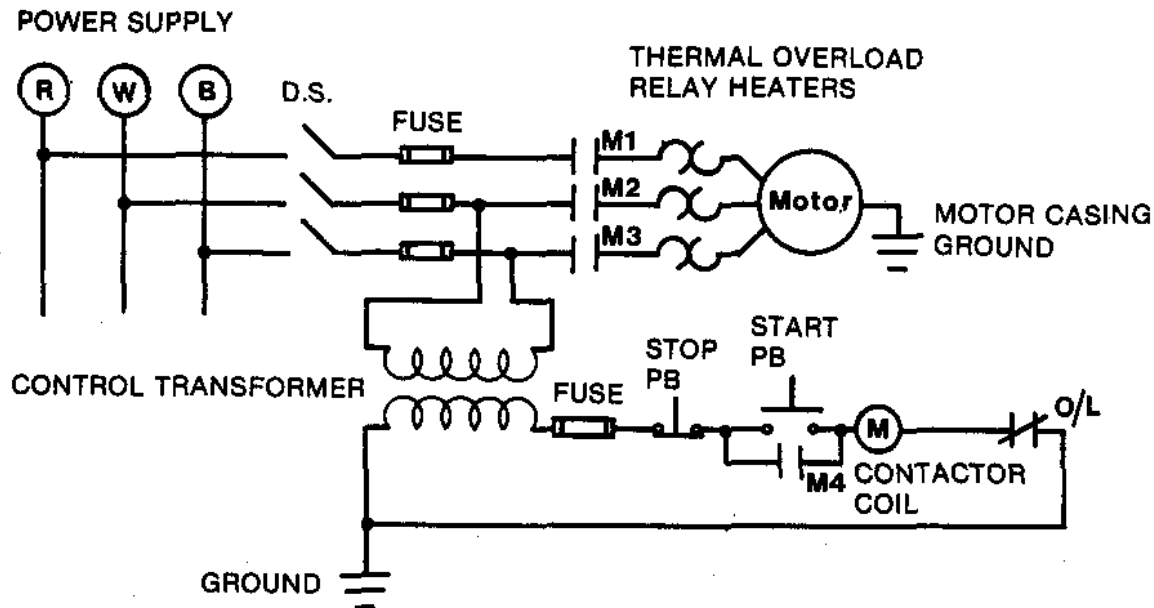 POWER SUPPLY
R W B
D.S.
FUSE
THERMAL OVERLOAD
RELAY HEATERS
M1
M2
M3
Motor
MOTOR CASING
GROUND
CONTROL TRANSFORMER
FUSE
STOP
PB
START
PB
M
O/L
M4
CONTACTOR
COIL
GROUND